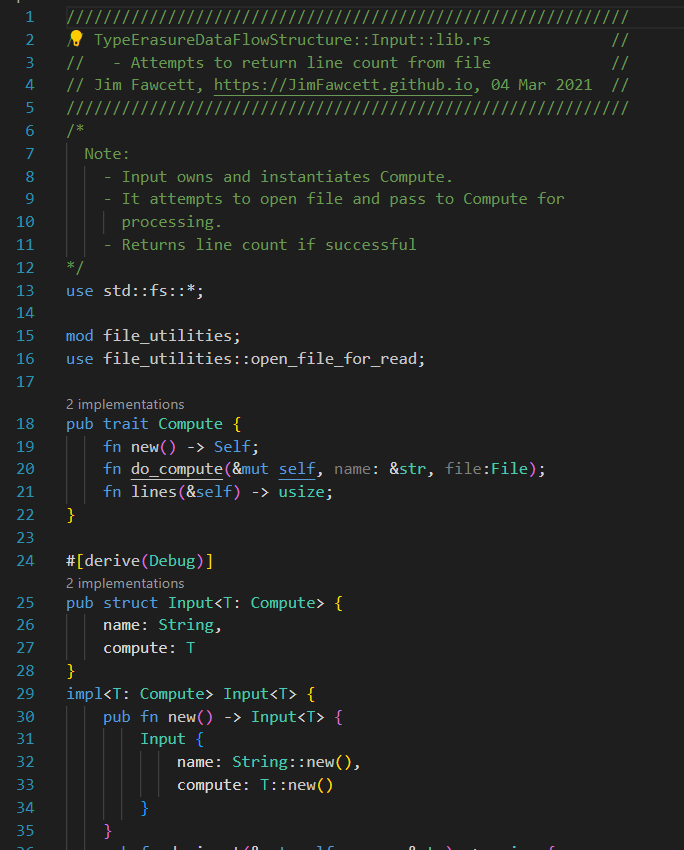 1 /////////////////////////////////////////////////////////////
2 // TypeErasureDataFlowStructure::Input::lib.rs             //
3 //   - Attempts to return line count from file             //
4 // Jim Fawcett, https://JimFawcett.github.io, 04 Mar 2021  //
5 /////////////////////////////////////////////////////////////
6 /*
7   Note:
8     - Input owns and instantiates Compute.
9     - It attempts to open file and pass to Compute for
10       processing.
11     - Returns line count if successful
12 */
13 use std::fs::*;
14
15 mod file_utilities;
16 use file_utilities::open_file_for_read;
17
2 implementations
18 pub trait Compute {
19     fn new() -> Self;
20     fn do_compute(&mut self, name: &str, file:File);
21     fn lines(&self) -> usize;
22 }
23
24 #[derive(Debug)]
2 implementations
25 pub struct Input<T: Compute> {
26     name: String,
27     compute: T
28 }
29 impl<T: Compute> Input<T> {
30     pub fn new() -> Input<T> {
31         Input {
32             name: String::new(),
33             compute: T::new()
34         }
35     }